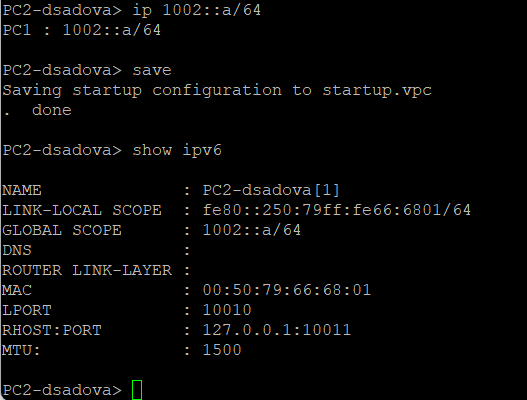 PC2-dsadova> ip 1002::a/64
PC1 : 1002::a/64
PC2-dsadova> save
Saving startup configuration to startup.vpc
.  done
PC2-dsadova> show ipv6
NAME              : PC2-dsadova[1]
LINK-LOCAL SCOPE  : fe80::250:79ff:fe66:6801/64
GLOBAL SCOPE      : 1002::a/64
DNS               :
ROUTER LINK-LAYER :
MAC               : 00:50:79:66:68:01
LPORT             : 10010
RHOST:PORT        : 127.0.0.1:10011
MTU:              : 1500
PC2-dsadova>